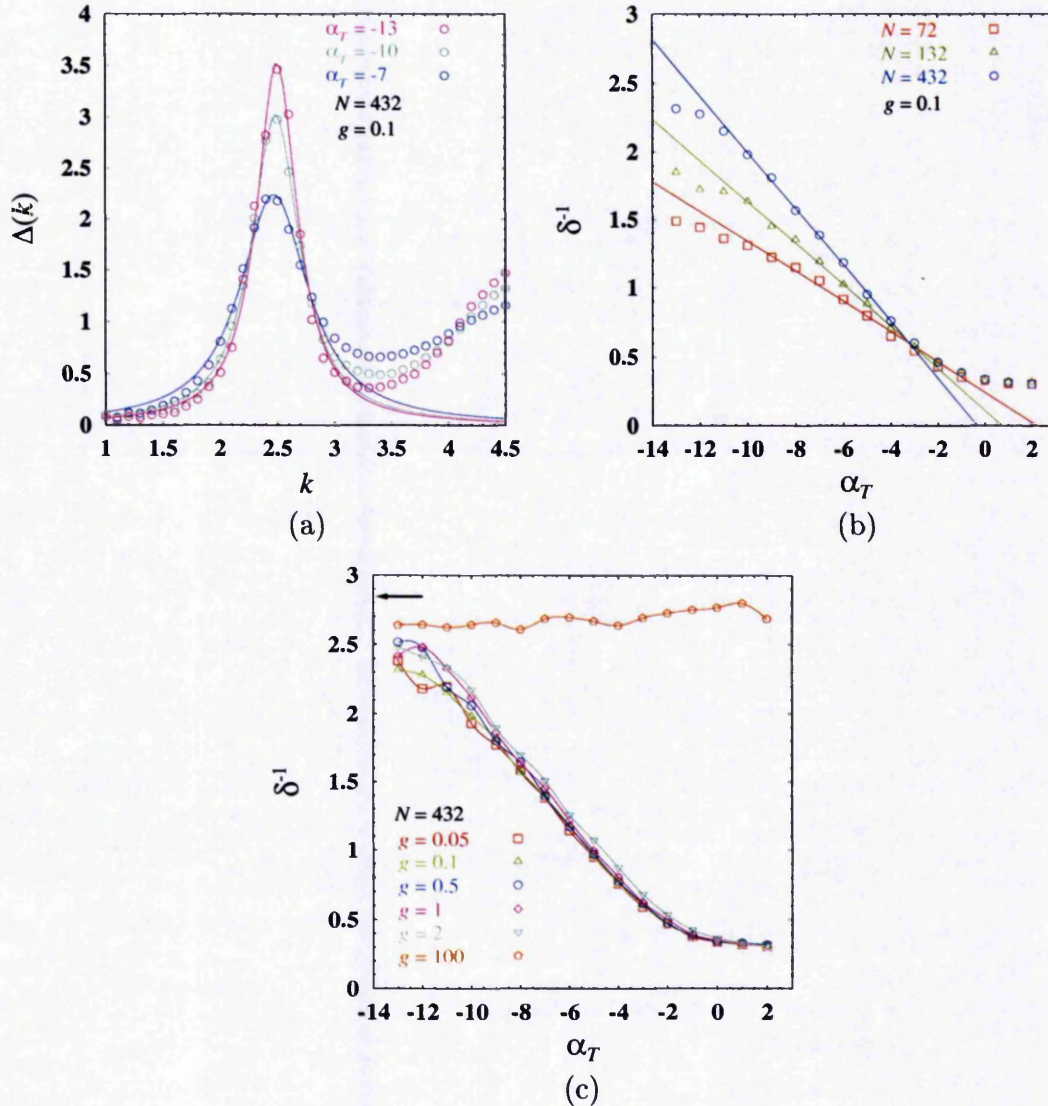 4
3.5
3
2.5
2
1.5
1
0.5
0
Δ(k)
α_T = -13
α_T = -10
α_T = -7
N = 432
g = 0.1
1 1.5 2 2.5 3 3.5 4 4.5
k
(a)
3
2.5
2
1.5
1
0.5
0
δ⁻¹
N = 72
N = 132
N = 432
g = 0.1
-14 -12 -10 -8 -6 -4 -2 0 2
α_T
(b)
3
2.5
2
1.5
1
0.5
0
δ⁻¹
N = 432
g = 0.05
g = 0.1
g = 0.5
g = 1
g = 2
g = 100
-14 -12 -10 -8 -6 -4 -2 0 2
α_T
(c)